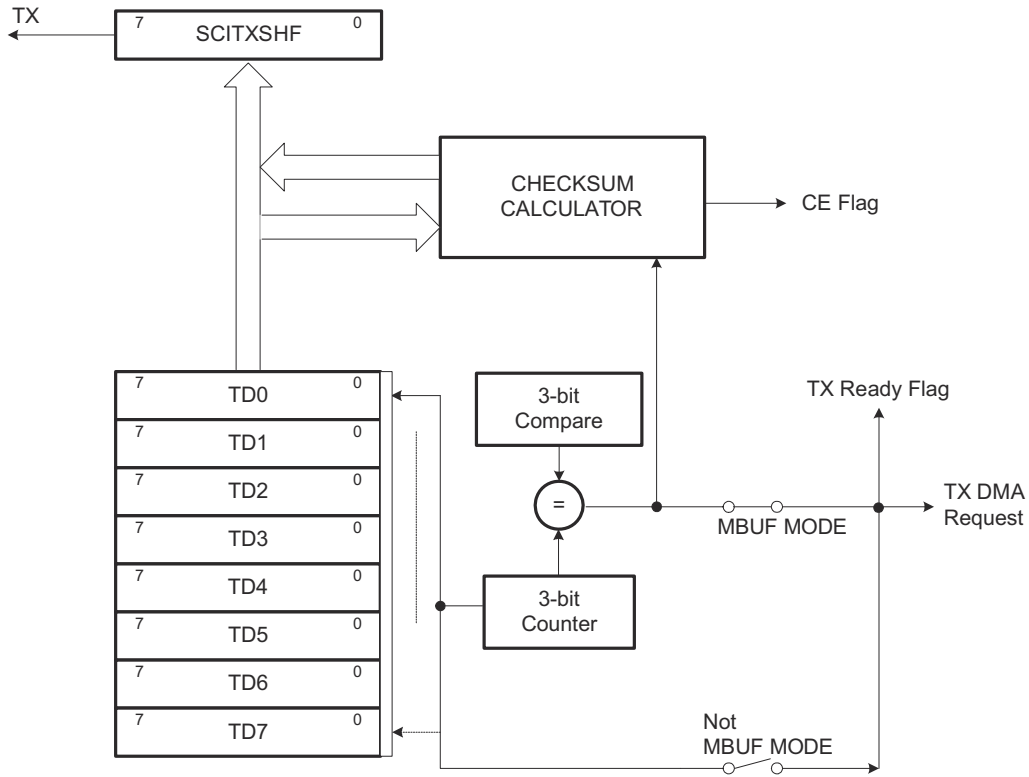 TX
7 SCITXSHF 0
CHECKSUM
CALCULATOR
CE Flag
7 TD0 0
7 TD1 0
7 TD2 0
7 TD3 0
7 TD4 0
7 TD5 0
7 TD6 0
7 TD7 0
3-bit
Compare
=
3-bit
Counter
TX Ready Flag
MBUF MODE
TX DMA
Request
Not
MBUF MODE